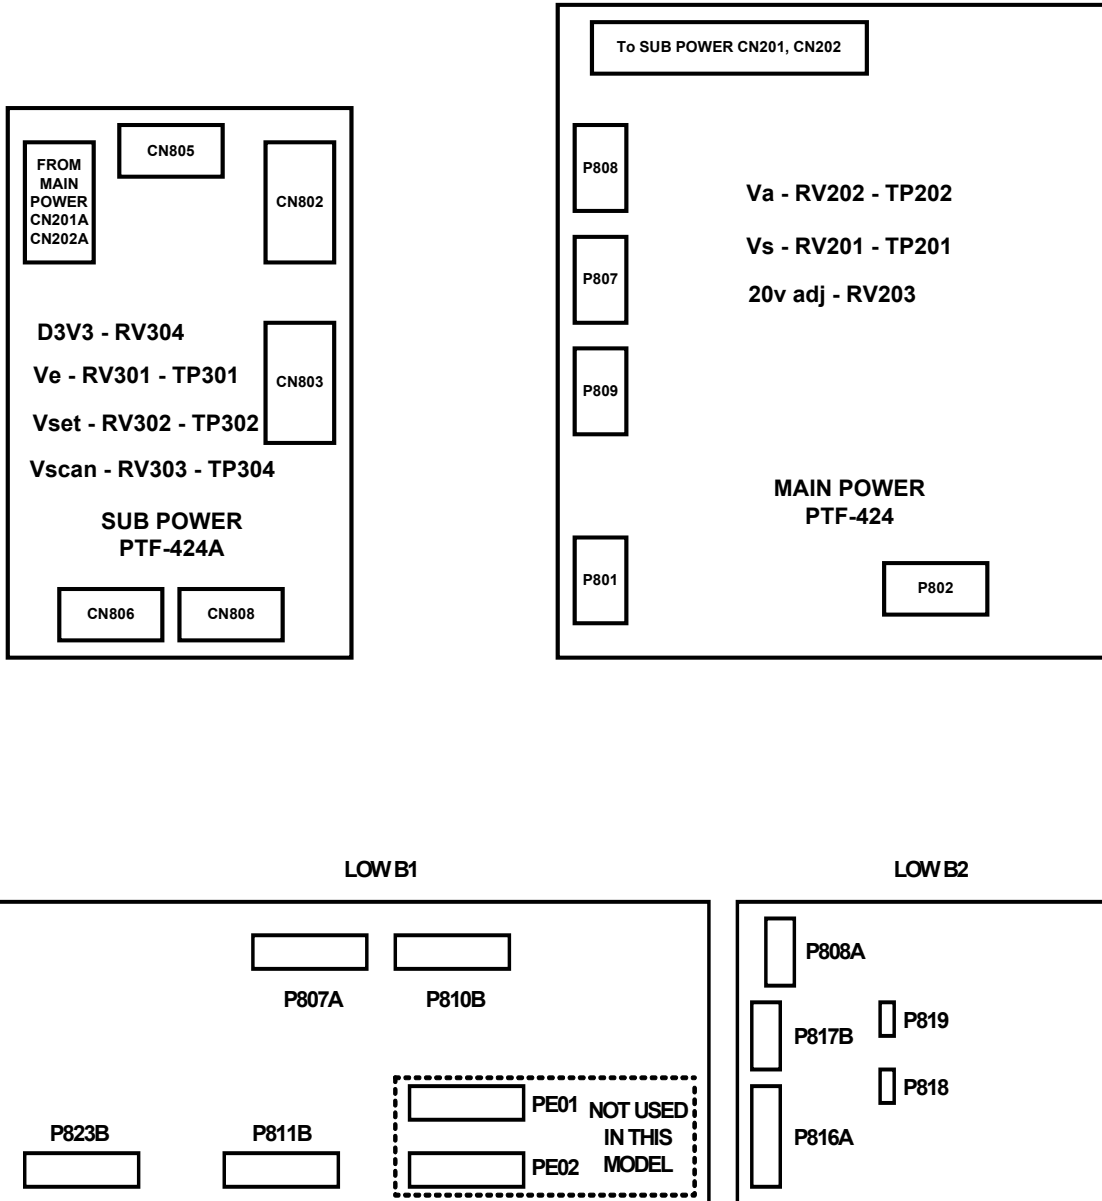 To SUB POWER CN201, CN202
CN805
FROM
MAIN
POWER
CN201A
CN202A
CN802
D3V3 - RV304
Ve - RV301 - TP301
CN803
Vset - RV302 - TP302
Vscan - RV303 - TP304
SUB POWER
PTF-424A
CN806
CN808
P808
Va - RV202 - TP202
Vs - RV201 - TP201
P807
20v adj - RV203
P809
MAIN POWER
PTF-424
P801
P802
LOW B1
P807A
P810B
PE01
NOT USED
IN THIS
MODEL
PE02
P823B
P811B
LOW B2
P808A
P817B
P819
P818
P816A